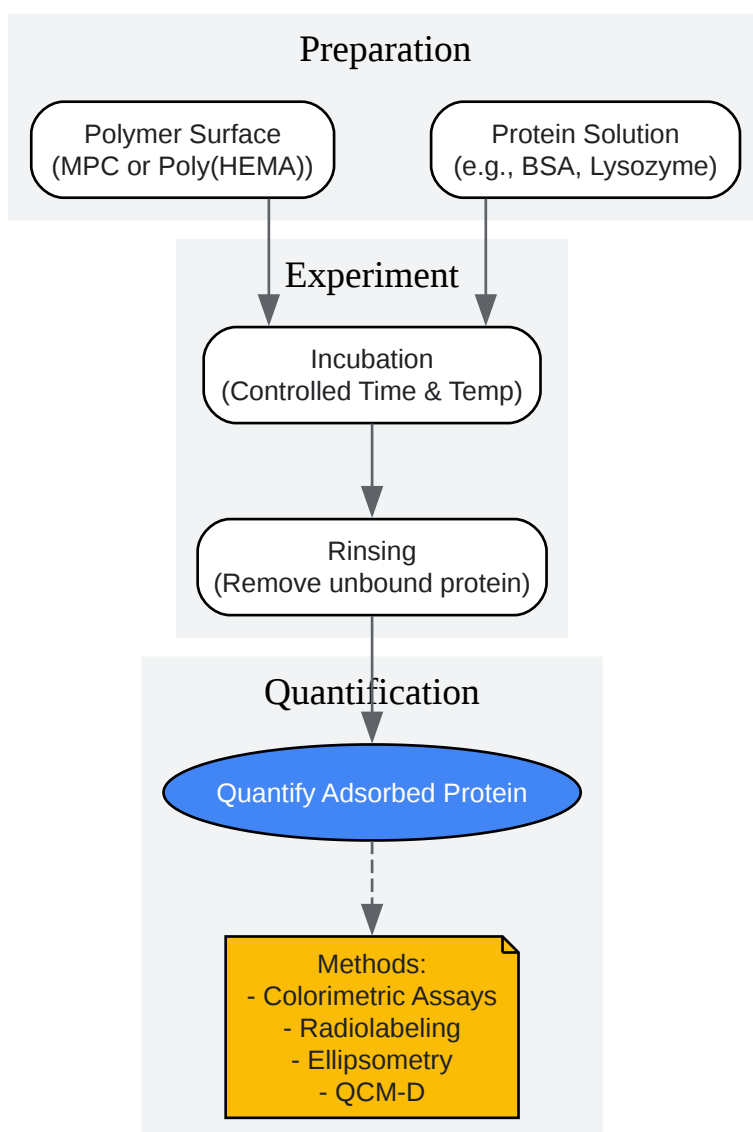 Preparation
Polymer Surface
(MPC or Poly(HEMA))
Protein Solution
(e.g., BSA, Lysozyme)
Experiment
Incubation
(Controlled Time & Temp)
Rinsing
(Remove unbound protein)
Quantification
Quantify Adsorbed Protein
Methods:
- Colorimetric Assays
- Radiolabeling
- Ellipsometry
- QCM-D